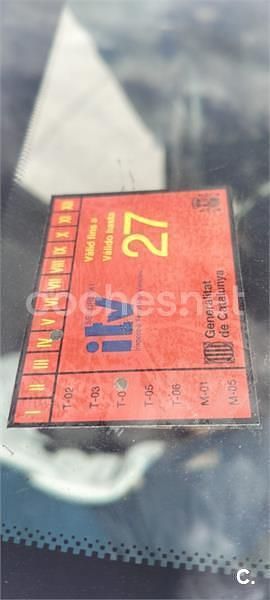 I II III IV V VI VII VIII IX X XI XII
Vàlid fins a
Válido hasta
27
itv
Generalitat
de Catalunya
T-02
T-03
T-0
T-05
T-06
M-01
M-05
coches.net
C.